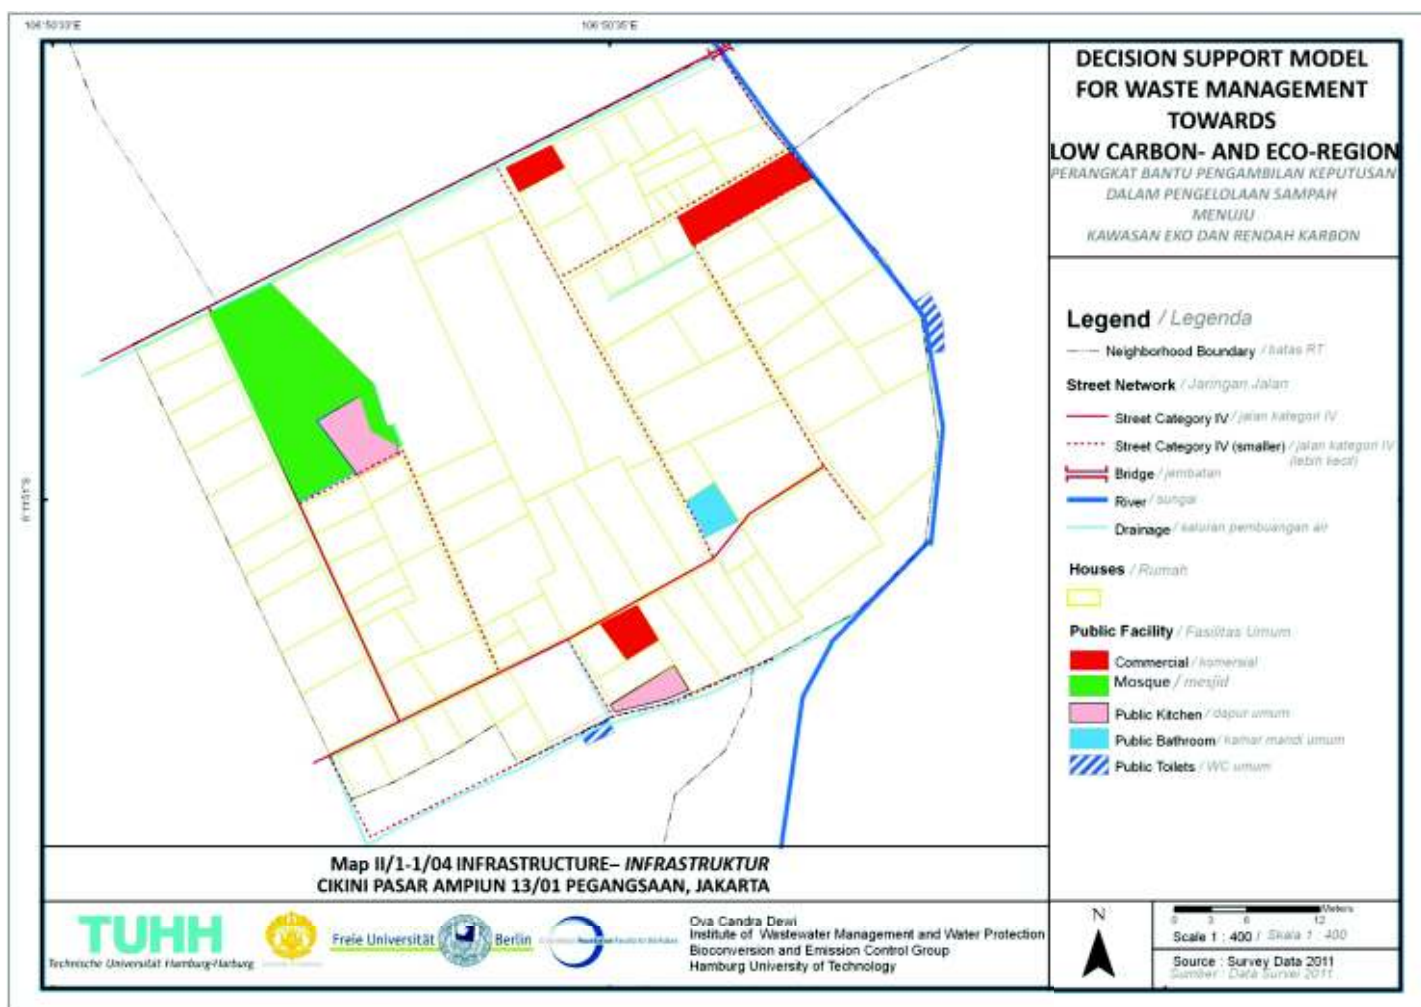 106°50'35"E
DECISION SUPPORT MODEL
FOR WASTE MANAGEMENT
TOWARDS
LOW CARBON- AND ECO-REGION
PERANGKAT BANTU PENGAMBILAN KEPUTUSAN
DALAM PENGELOLAAN SAMPAH
MENUJU
KAWASAN EKO DAN RENDAH KARBON
Legend / Legenda
Neighborhood Boundary / batas RT
Street Network / Jaringan Jalan
Street Category IV / jalan kategori IV
Street Category IV (smaller) / jalan kategori IV
(lebih kecil)
Bridge / jembatan
River / sungai
Drainage / saluran pembuangan air
Houses / Rumah
Public Facility / Fasilitas Umum
Commercial / komersial
Mosque / mesjid
Public Kitchen / dapur umum
Public Bathroom / kamar mandi umum
Public Toilets / WC umum
Map II/1-1/04 INFRASTRUCTURE– INFRASTRUKTUR
CIKINI PASAR AMPIUN 13/01 PEGANGSAAN, JAKARTA
TUHH
Technische Universität Hamburg-Harburg
Freie Universität Berlin
Ova Candra Dewi
Institute of Wastewater Management and Water Protection
Bioconversion and Emission Control Group
Hamburg University of Technology
N
Meters
0 3 6 12
Scale 1 : 400 / Skala 1 : 400
Source : Survey Data 2011
Sumber : Data Survei 2011